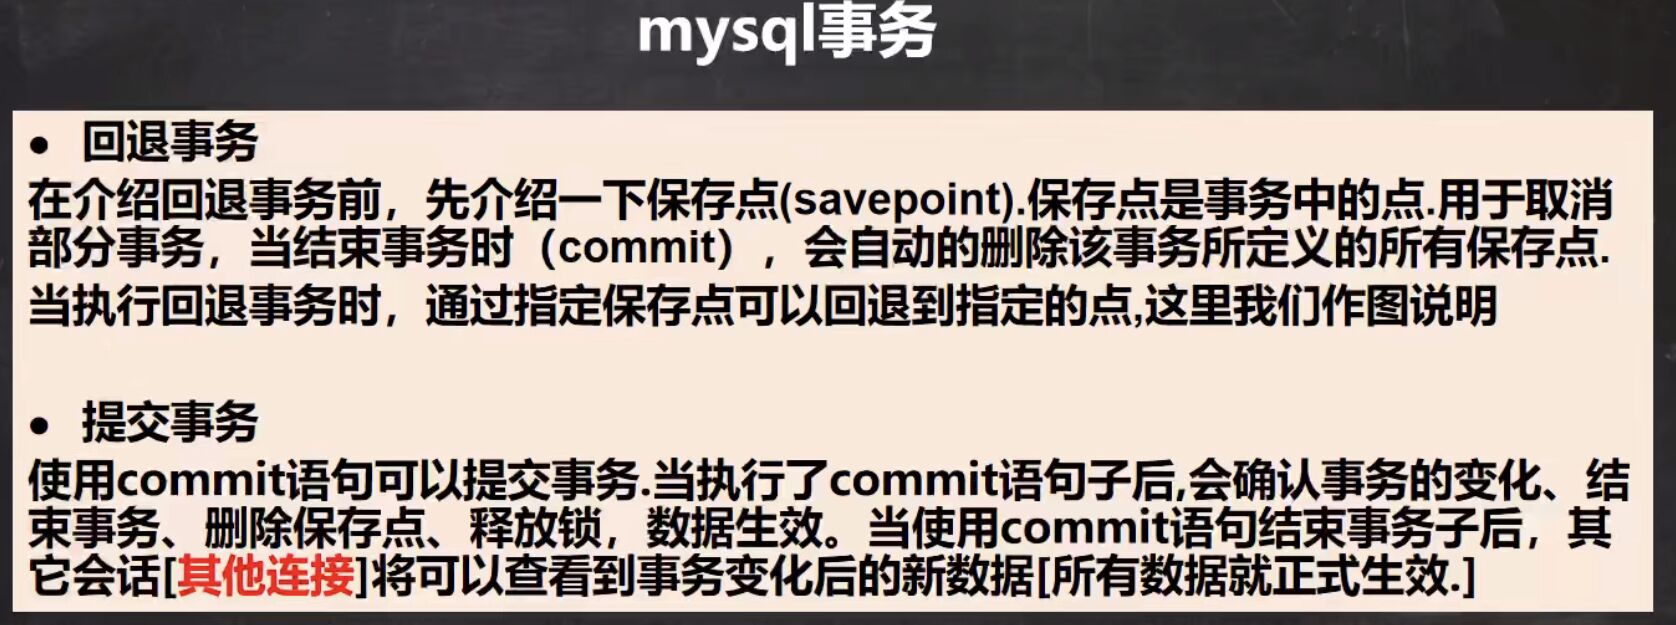 mysql事务
• 回退事务
在介绍回退事务前，先介绍一下保存点(savepoint).保存点是事务中的点.用于取消
部分事务，当结束事务时（commit），会自动的删除该事务所定义的所有保存点.
当执行回退事务时，通过指定保存点可以回退到指定的点,这里我们作图说明
• 提交事务
使用commit语句可以提交事务.当执行了commit语句子后,会确认事务的变化、结
束事务、删除保存点、释放锁，数据生效。当使用commit语句结束事务子后，其
它会话[其他连接]将可以查看到事务变化后的新数据[所有数据就正式生效.]